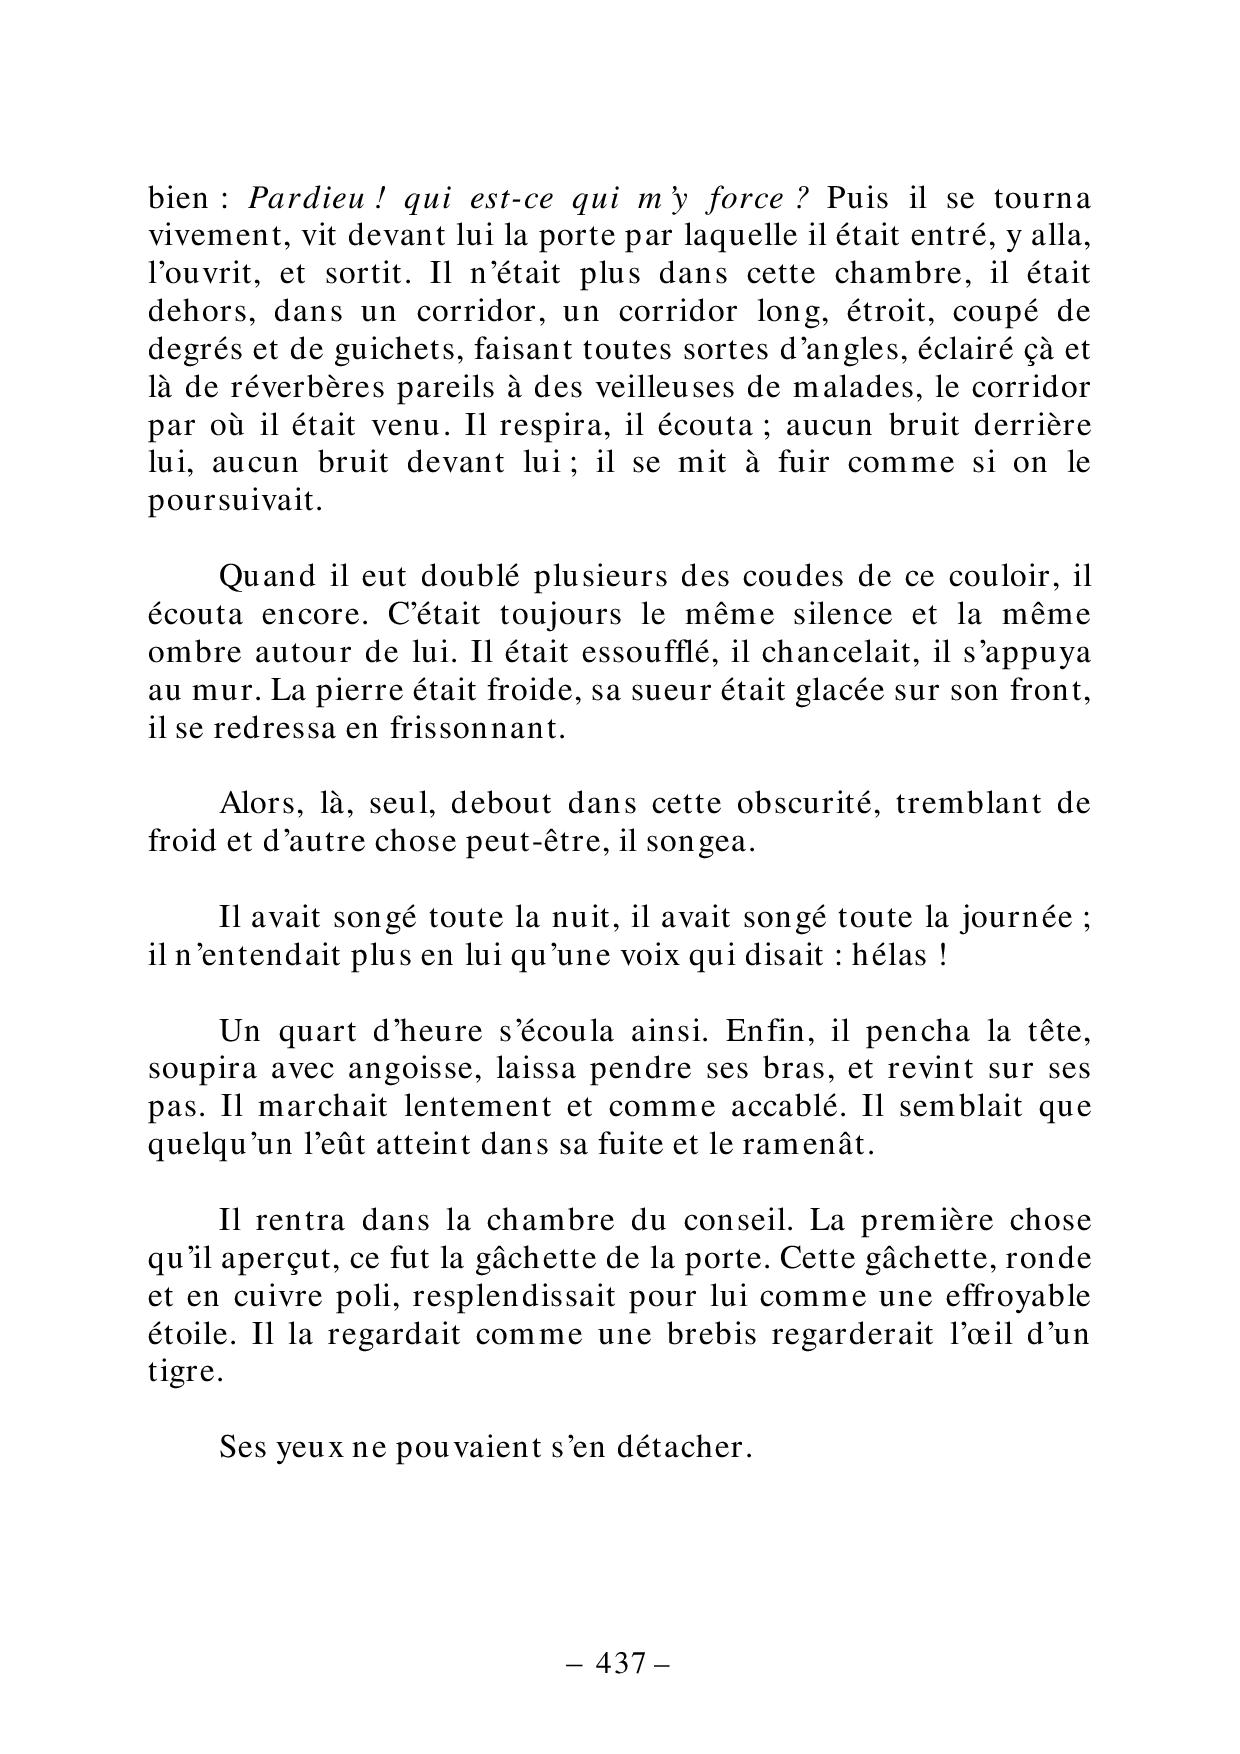 bien : Pardieu ! qui est-ce qui m’y force ? Puis il se tourna
vivement, vit devant lui la porte par laquelle il était entré, y alla,
l’ouvrit, et sortit. Il n’était plus dans cette chambre, il était
dehors, dans un corridor, un corridor long, étroit, coupé de
degrés et de guichets, faisant toutes sortes d’angles, éclairé çà et
là de réverbères pareils à des veilleuses de malades, le corridor
par où il était venu. Il respira, il écouta ; aucun bruit derrière
lui, aucun bruit devant lui ; il se mit à fuir comme si on le
poursuivait.
Quand il eut doublé plusieurs des coudes de ce couloir, il
écouta encore. C’était toujours le même silence et la même
ombre autour de lui. Il était essoufflé, il chancelait, il s’appuya
au mur. La pierre était froide, sa sueur était glacée sur son front,
il se redressa en frissonnant.
Alors, là, seul, debout dans cette obscurité, tremblant de
froid et d’autre chose peut-être, il songea.
Il avait songé toute la nuit, il avait songé toute la journée ;
il n’entendait plus en lui qu’une voix qui disait : hélas !
Un quart d’heure s’écoula ainsi. Enfin, il pencha la tête,
soupira avec angoisse, laissa pendre ses bras, et revint sur ses
pas. Il marchait lentement et comme accablé. Il semblait que
quelqu’un l’eût atteint dans sa fuite et le ramenât.
Il rentra dans la chambre du conseil. La première chose
qu’il aperçut, ce fut la gâchette de la porte. Cette gâchette, ronde
et en cuivre poli, resplendissait pour lui comme une effroyable
étoile. Il la regardait comme une brebis regarderait l’œil d’un
tigre.
Ses yeux ne pouvaient s’en détacher.
– 437 –